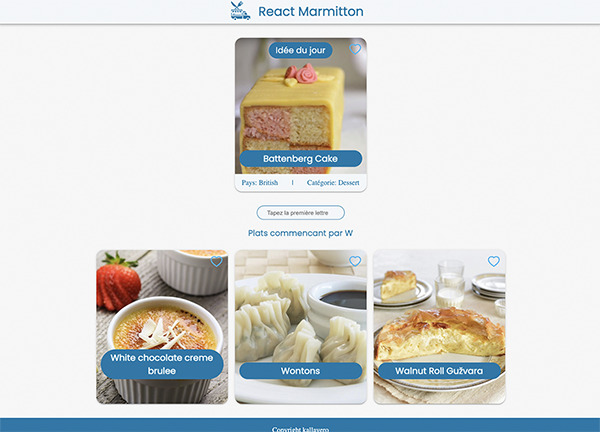 React Marmitton
Idée du jour
Battenberg Cake
Pays: British | Catégorie: Dessert
Tapez la première lettre
Plats commencant par W
White chocolate creme
brulee
Wontons
Walnut Roll Gužvara
Copyright kallavero